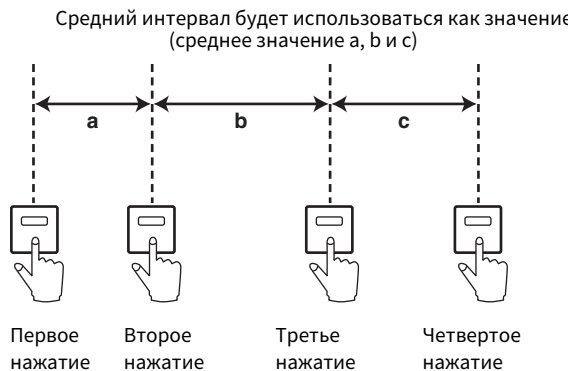 Средний интервал будет использоваться как значение
(среднее значение a, b и c)
a b c
Первое Второе Третье Четвертое
нажатие нажатие нажатие нажатие